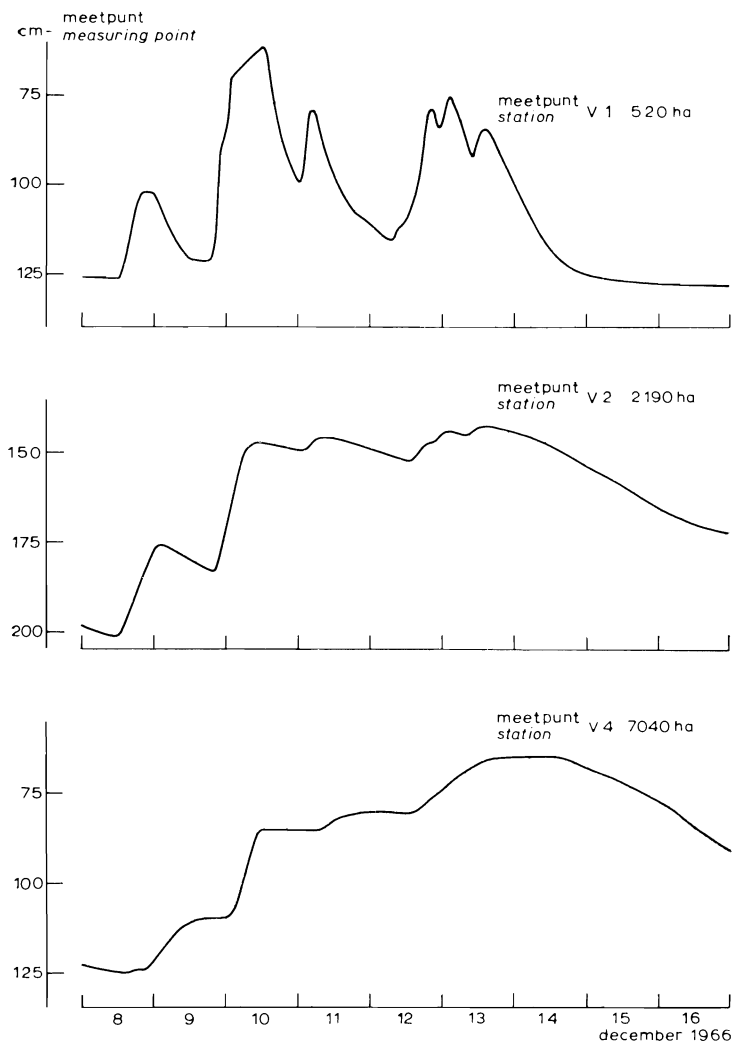 meetpunt
cm- measuring point
75
meetpunt
station V 1 520 ha
100
125
meetpunt
station V 2 2190 ha
150
175
200
meetpunt
station V 4 7040 ha
75
100
125
8 9 10 11 12 13 14 15 16
december 1966